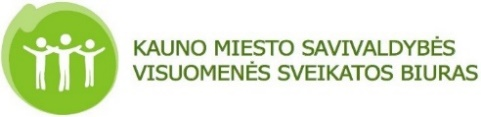 KAUNO MIESTO SAVIVALDYBĖS
VISUOMENĖS SVEIKATOS BIURAS